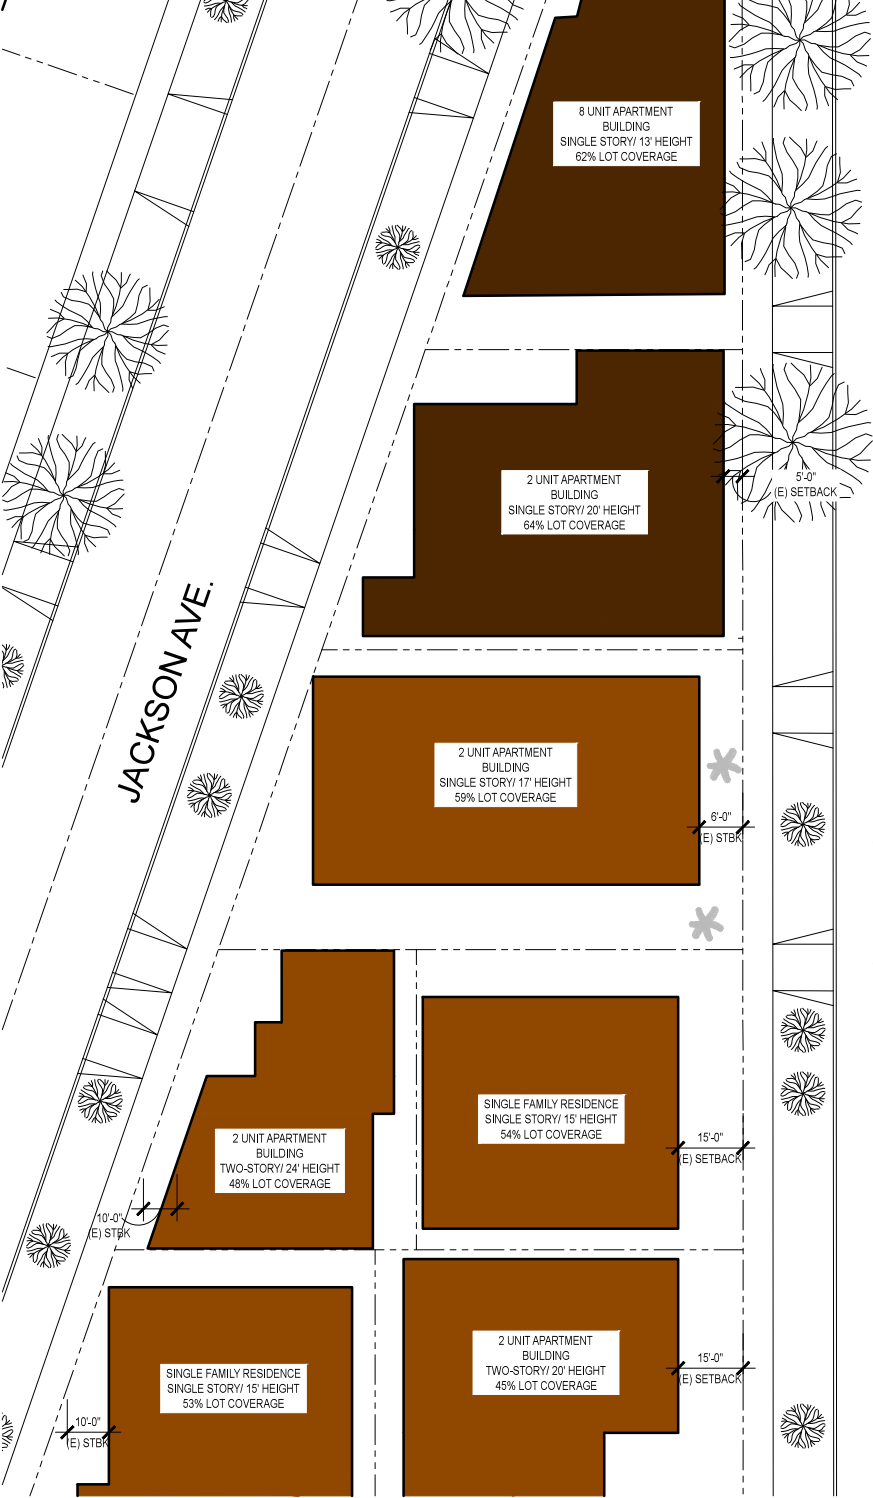 8 UNIT APARTMENT
BUILDING
SINGLE STORY/ 13' HEIGHT
62% LOT COVERAGE
2 UNIT APARTMENT
BUILDING
SINGLE STORY/ 20' HEIGHT
64% LOT COVERAGE
5'-0"
(E) SETBACK
JACKSON AVE.
2 UNIT APARTMENT
BUILDING
SINGLE STORY/ 17' HEIGHT
59% LOT COVERAGE
6'-0"
(E) STBK
SINGLE FAMILY RESIDENCE
SINGLE STORY/ 15' HEIGHT
54% LOT COVERAGE
15'-0"
(E) SETBACK
2 UNIT APARTMENT
BUILDING
TWO-STORY/ 24' HEIGHT
48% LOT COVERAGE
10'-0"
(E) STBK
2 UNIT APARTMENT
BUILDING
TWO-STORY/ 20' HEIGHT
45% LOT COVERAGE
15'-0"
(E) SETBACK
SINGLE FAMILY RESIDENCE
SINGLE STORY/ 15' HEIGHT
53% LOT COVERAGE
10'-0"
(E) STBK